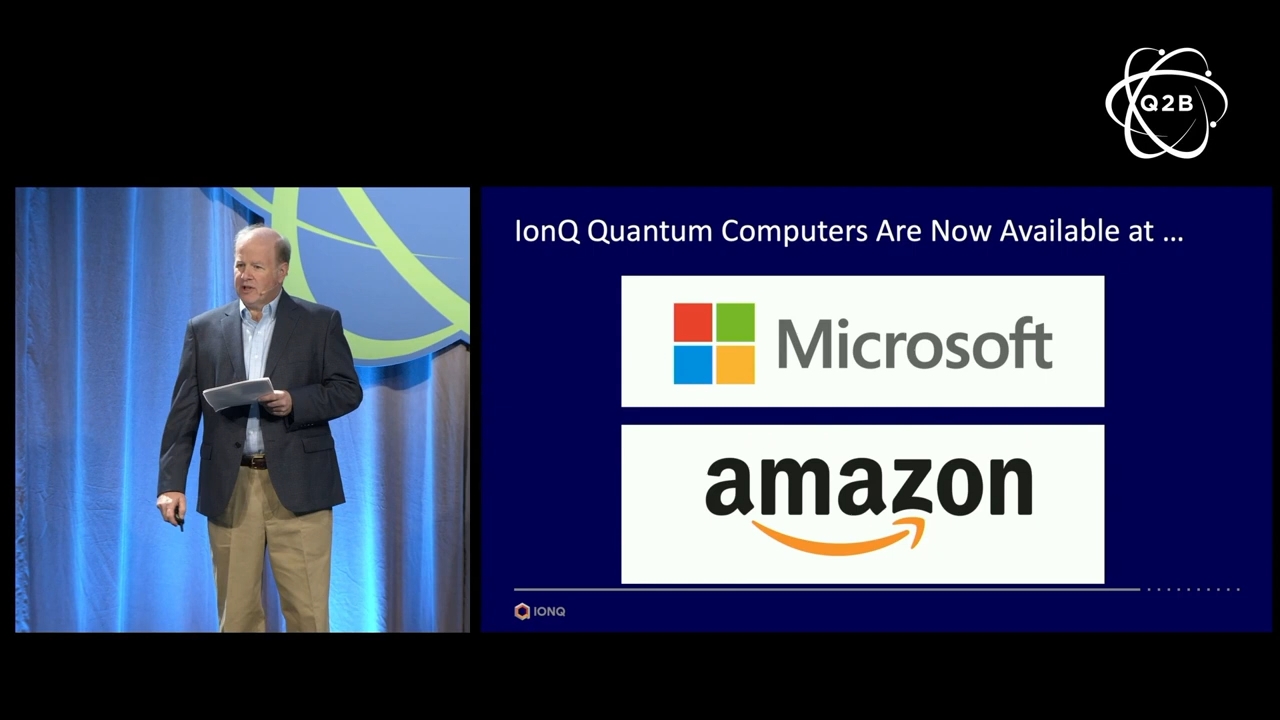 Q2B
IonQ Quantum Computers Are Now Available at ...
Microsoft
amazon
IONQ